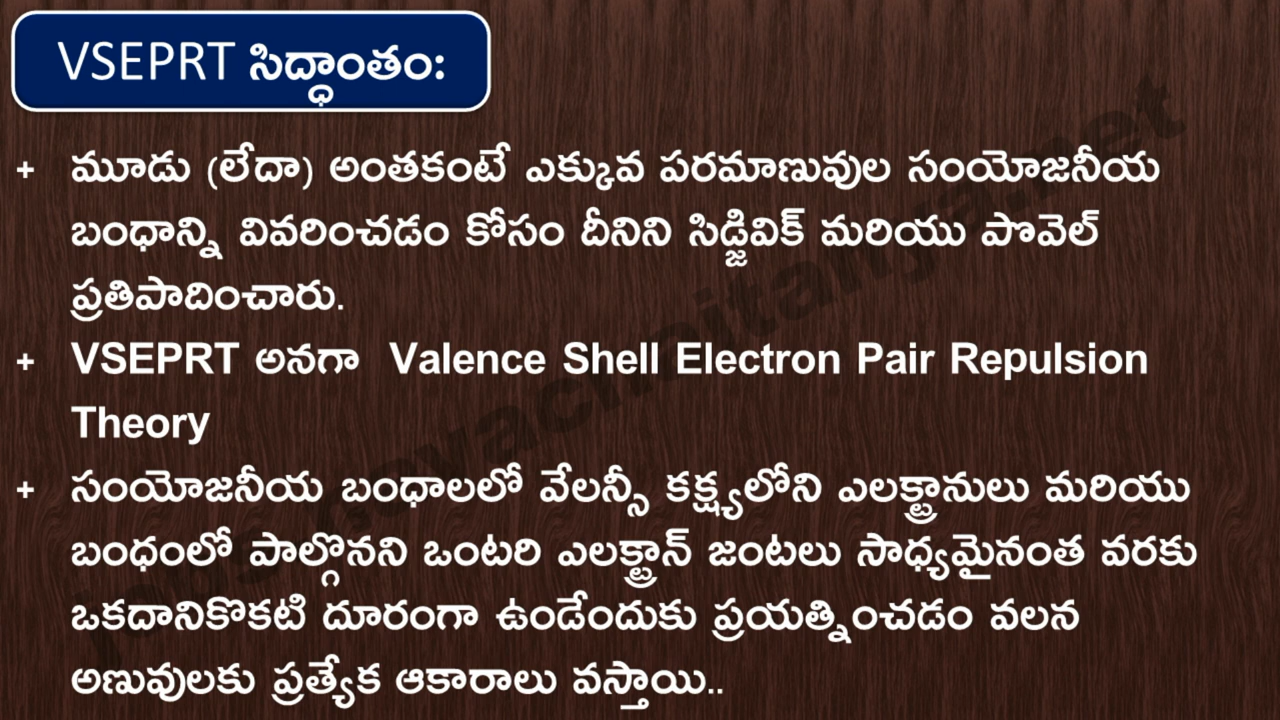 VSEPRT సిద్ధాంతం:
+ మూడు (లేదా) అంతకంటే ఎక్కువ పరమాణువుల సంయోజనీయ
బంధాన్ని వివరించడం కోసం దీనిని సిడ్జివిక్ మరియు పొవెల్
ప్రతిపాదించారు.
+ VSEPRT అనగా Valence Shell Electron Pair Repulsion
Theory
+ సంయోజనీయ బంధాలలో వేలన్సీ కక్ష్యలోని ఎలక్ట్రానులు మరియు
బంధంలో పాల్గొనని ఒంటరి ఎలక్ట్రాన్ జంటలు సాధ్యమైనంత వరకు
ఒకదానికొకటి దూరంగా ఉండేందుకు ప్రయత్నించడం వలన
అణువులకు ప్రత్యేక ఆకారాలు వస్తాయి..